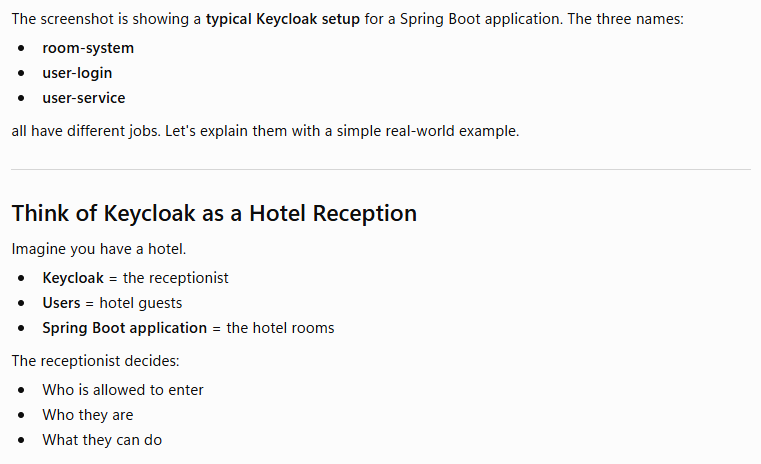 The screenshot is showing a typical Keycloak setup for a Spring Boot application. The three names:
• room-system
• user-login
• user-service
all have different jobs. Let's explain them with a simple real-world example.
Think of Keycloak as a Hotel Reception
Imagine you have a hotel.
• Keycloak = the receptionist
• Users = hotel guests
• Spring Boot application = the hotel rooms
The receptionist decides:
• Who is allowed to enter
• Who they are
• What they can do